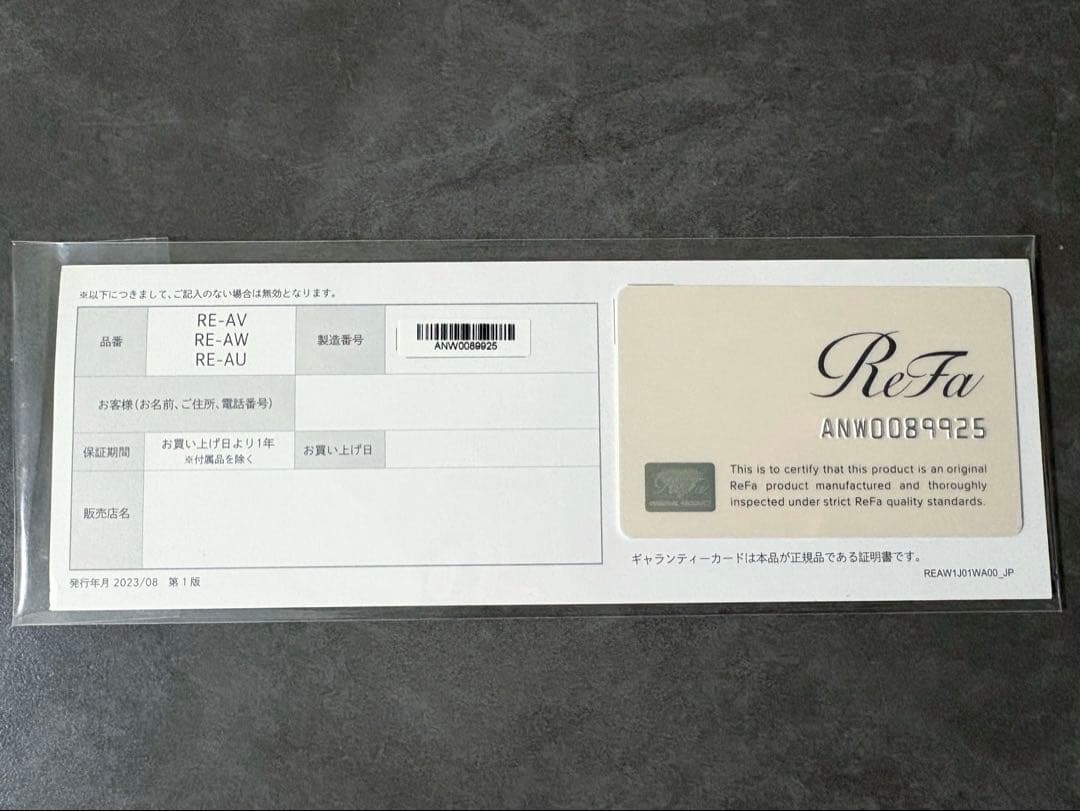 ※以下につきまして、ご記入のない場合は無効となります。
品番
RE-AV
RE-AW
RE-AU
製造番号
ANW0089925
お客様(お名前、ご住所、電話番号)
保証期間
お買い上げ日より1年
※付属品を除く
お買い上げ日
販売店名
発行年月 2023/08 第1版
ReFa
ANW0089925
ReFa
This is to certify that this product is an original
ReFa product manufactured and thoroughly
inspected under strict ReFa quality standards.
ギャランティーカードは本品が正規品である証明書です。
REAW1J01WA00_JP